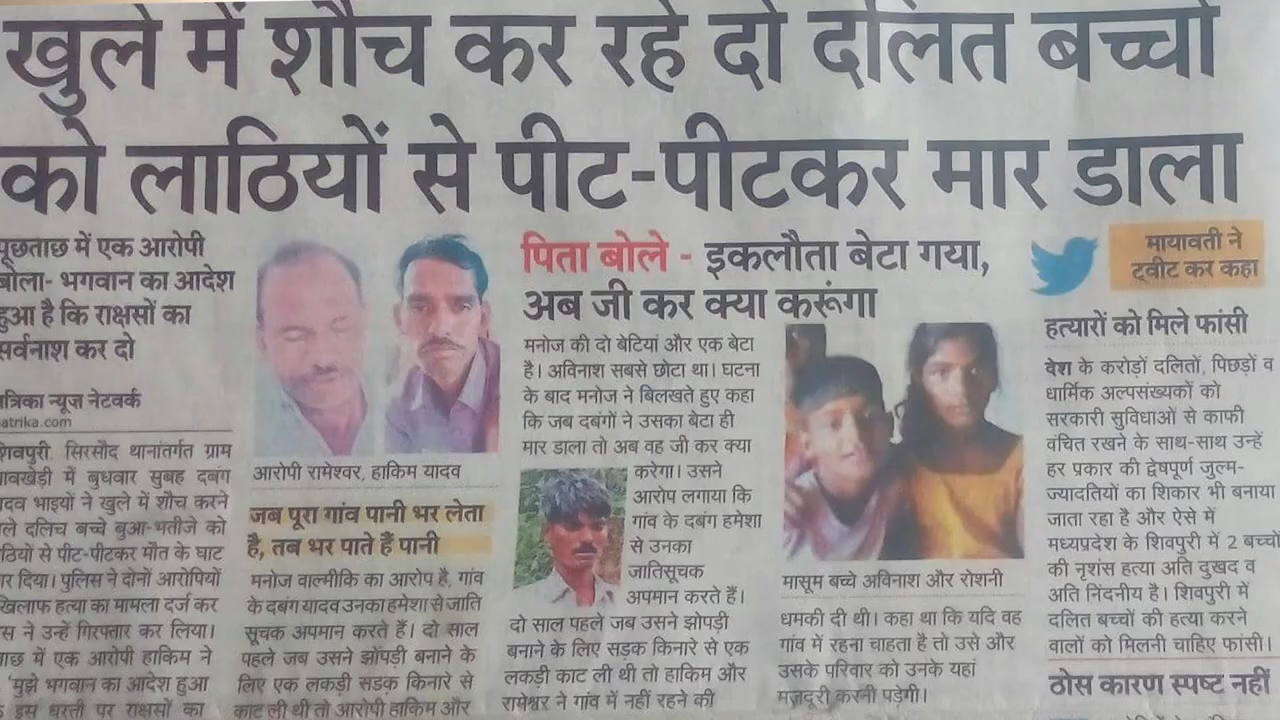 खुले में शौच कर रहे दो दलित बच्चों
को लाठियों से पीट-पीटकर मार डाला
पूछताछ में एक आरोपी
बोला- भगवान का आदेश
हुआ है कि राक्षसों का
सर्वनाश कर दो
त्रिका न्यूज नेटवर्क
atrika.com
शिवपुरी सिरसौद थानांतर्गत ग्राम
ावखेड़ी में बुधवार सुबह दबंग
ादव भाइयों ने खुले में शौच करने
ले दलिच बच्चे बुआ-भतीजे को
ठियों से पीट-पीटकर मौत के घाट
ार दिया। पुलिस ने दोनों आरोपियों
खिलाफ हत्या का मामला दर्ज कर
स ने उन्हें गिरफ्तार कर लिया।
ाछ में एक आरोपी हाकिम ने
'मुझे भगवान का आदेश हुआ
इस धरती पर राक्षसों का
आरोपी रामेश्वर, हाकिम यादव
जब पूरा गांव पानी भर लेता
है, तब भर पाते हैं पानी
मनोज वाल्मीकि का आरोप है, गांव
के दबंग यादव उनका हमेशा से जाति
सूचक अपमान करते हैं। दो साल
पहले जब उसने झोंपड़ी बनाने के
लिए एक लकड़ी सड़क किनारे से
काट ली थी तो आरोपी हाकिम और
पिता बोले - इकलौता बेटा गया,
अब जी कर क्या करूंगा
मनोज की दो बेटियां और एक बेटा
है। अविनाश सबसे छोटा था। घटना
के बाद मनोज ने बिलखते हुए कहा
कि जब दबंगों ने उसका बेटा ही
मार डाला तो अब वह जी कर क्या
करेगा। उसने
आरोप लगाया कि
गांव के दबंग हमेशा
से उनका
जातिसूचक
अपमान करते हैं।
दो साल पहले जब उसने झोपड़ी
बनाने के लिए सड़क किनारे से एक
लकड़ी काट ली थी तो हाकिम और
रामेश्वर ने गांव में नहीं रहने की
मासूम बच्चे अविनाश और रोशनी
धमकी दी थी। कहा था कि यदि वह
गांव में रहना चाहता है तो उसे और
उसके परिवार को उनके यहां
मजदूरी करनी पड़ेगी।
मायावती ने
ट्वीट कर कहा
हत्यारों को मिले फांसी
देश के करोड़ों दलितों, पिछड़ों व
धार्मिक अल्पसंख्यकों को
सरकारी सुविधाओं से काफी
वंचित रखने के साथ-साथ उन्हें
हर प्रकार की द्वेषपूर्ण जुल्म-
ज्यादतियों का शिकार भी बनाया
जाता रहा है और ऐसे में
मध्यप्रदेश के शिवपुरी में 2 बच्चों
की नृशंस हत्या अति दुखद व
अति निंदनीय है। शिवपुरी में
दलित बच्चों की हत्या करने
वालों को मिलनी चाहिए फांसी।
ठोस कारण स्पष्ट नहीं